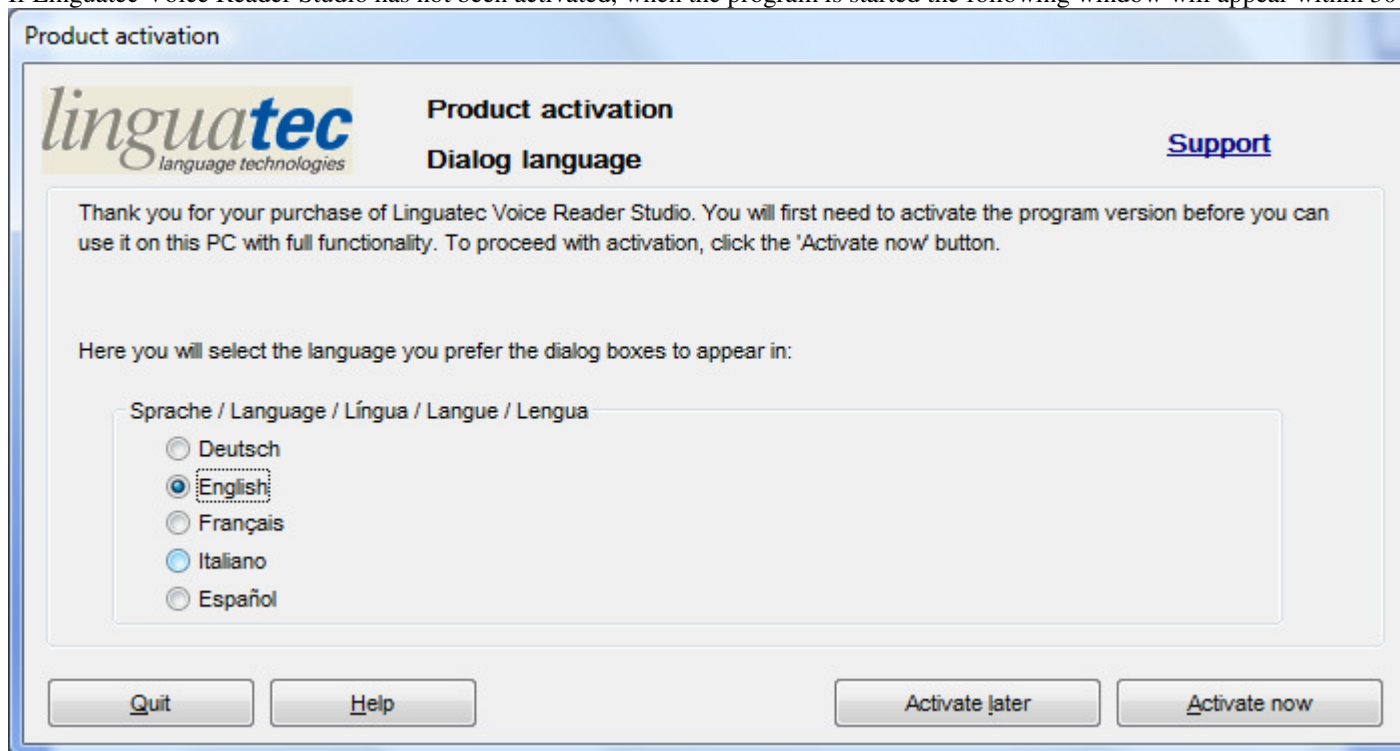 If Linguatec Voice Reader Studio has not been activated, when the program is started the following window will appear within 30
Product activation
linguatec
language technologies
Product activation
Dialog language
Support
Thank you for your purchase of Linguatec Voice Reader Studio. You will first need to activate the program version before you can
use it on this PC with full functionality. To proceed with activation, click the 'Activate now' button.
Here you will select the language you prefer the dialog boxes to appear in:
Sprache / Language / Língua / Langue / Lengua
Deutsch
English
Français
Italiano
Español
Quit Help Activate later Activate now